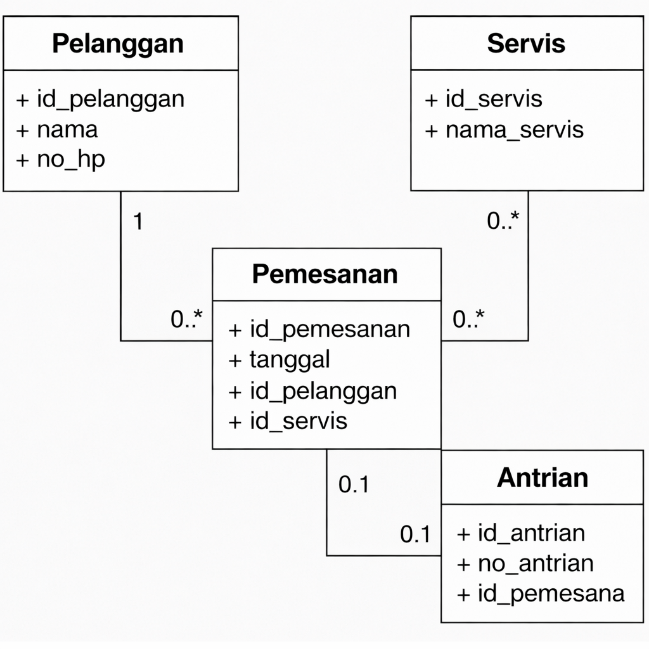 Pelanggan
+ id_pelanggan
+ nama
+ no_hp
Servis
+ id_servis
+ nama_servis
1
0..*
0..*
0..*
Pemesanan
+ id_pemesanan
+ tanggal
+ id_pelanggan
+ id_servis
0.1
0.1
Antrian
+ id_antrian
+ no_antrian
+ id_pemesana